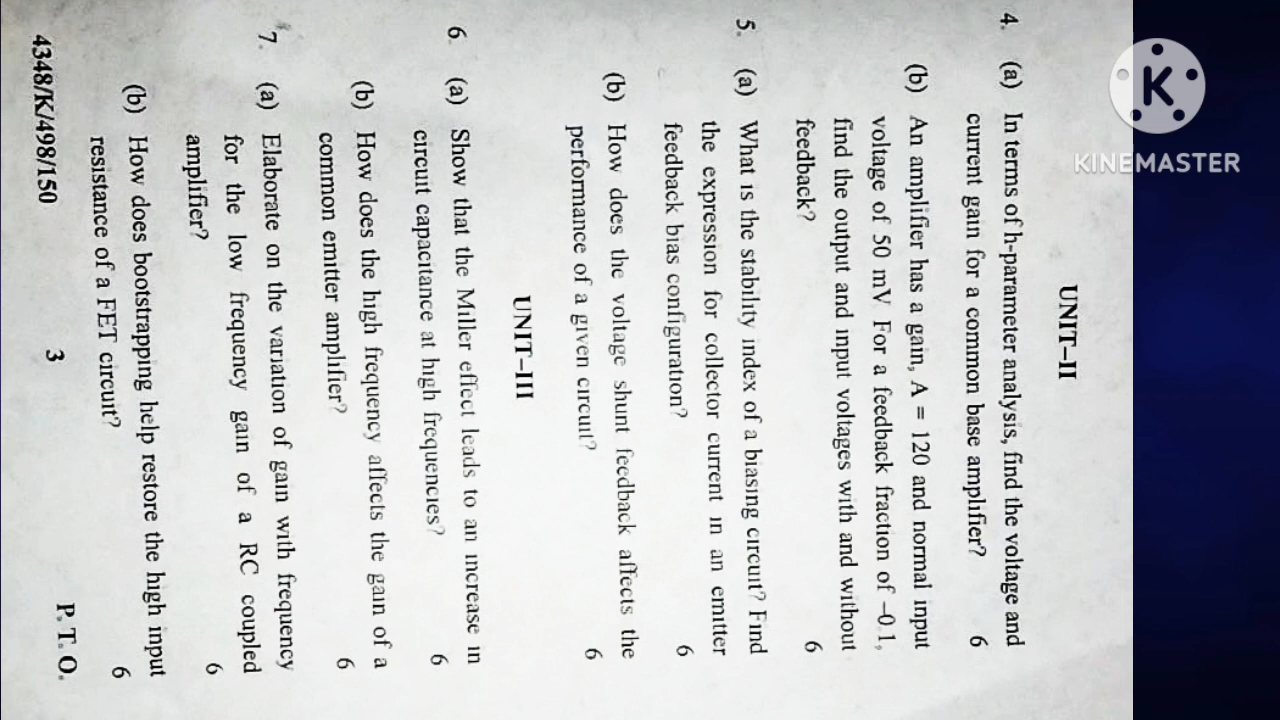 UNIT–II
4. (a) In terms of h-parameter analysis, find the voltage and
current gain for a common base amplifier? 6
(b) An amplifier has a gain, A = 120 and normal input
voltage of 50 mV. For a feedback fraction of –0.1,
find the output and input voltages with and without
feedback? 6
5. (a) What is the stability index of a biasing circuit? Find
the expression for collector current in an emitter
feedback bias configuration? 6
(b) How does the voltage shunt feedback affects the
performance of a given circuit? 6
UNIT–III
6. (a) Show that the Miller effect leads to an increase in
circuit capacitance at high frequencies? 6
(b) How does the high frequency affects the gain of a
common emitter amplifier? 6
7. (a) Elaborate on the variation of gain with frequency
for the low frequency gain of a RC coupled
amplifier? 6
(b) How does bootstrapping help restore the high input
resistance of a FET circuit? 6
4348/K/498/150 3 P. T. O.
K
KINEMASTER